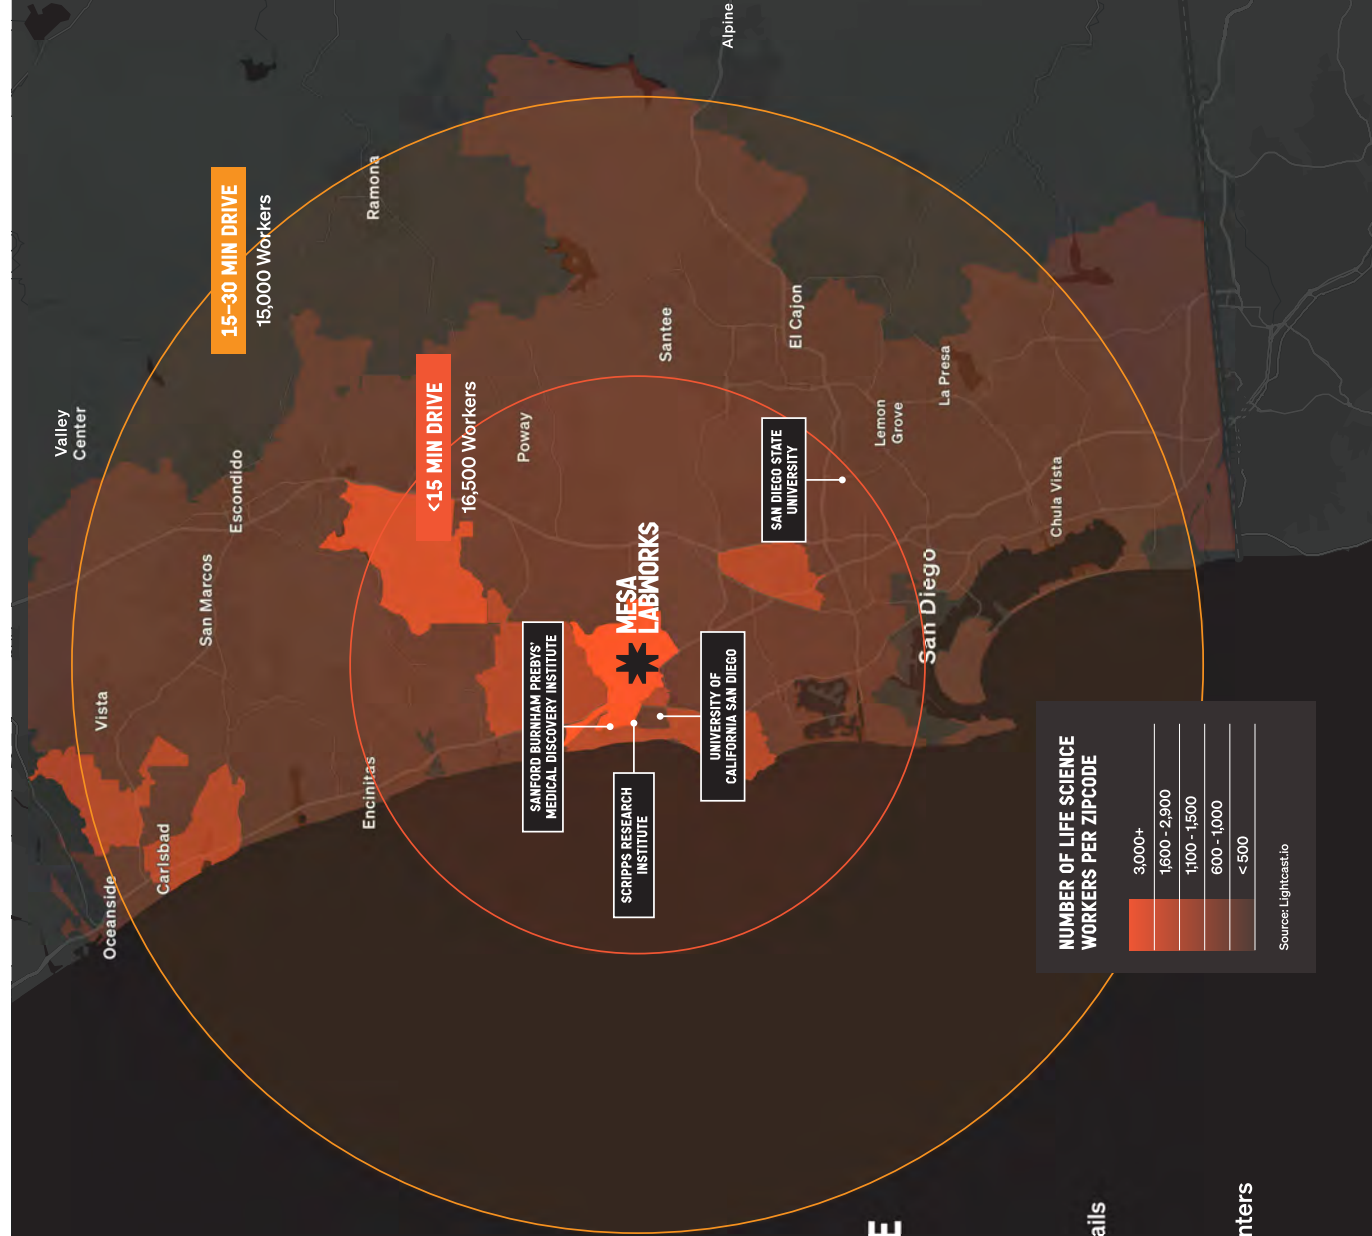 Valley
Center
15-30 MIN DRIVE
15,000 Workers
Ramona
Alpine
<15 MIN DRIVE
16,500 Workers
Escondido
San Marcos
Vista
Oceanside
Carlsbad
Encinitas
Poway
Santee
El Cajon
Lemon
Grove
La Presa
Chula Vista
San Diego
MESA
LABWORKS
SANFORD BURNHAM PREBYS'
MEDICAL DISCOVERY INSTITUTE
SCRIPPS RESEARCH
INSTITUTE
UNIVERSITY OF
CALIFORNIA SAN DIEGO
SAN DIEGO STATE
UNIVERSITY
NUMBER OF LIFE SCIENCE
WORKERS PER ZIPCODE
3,000+
1,600 - 2,900
1,100 - 1,500
600 - 1,000
< 500
Source: Lightcast.io
E
ails
nters